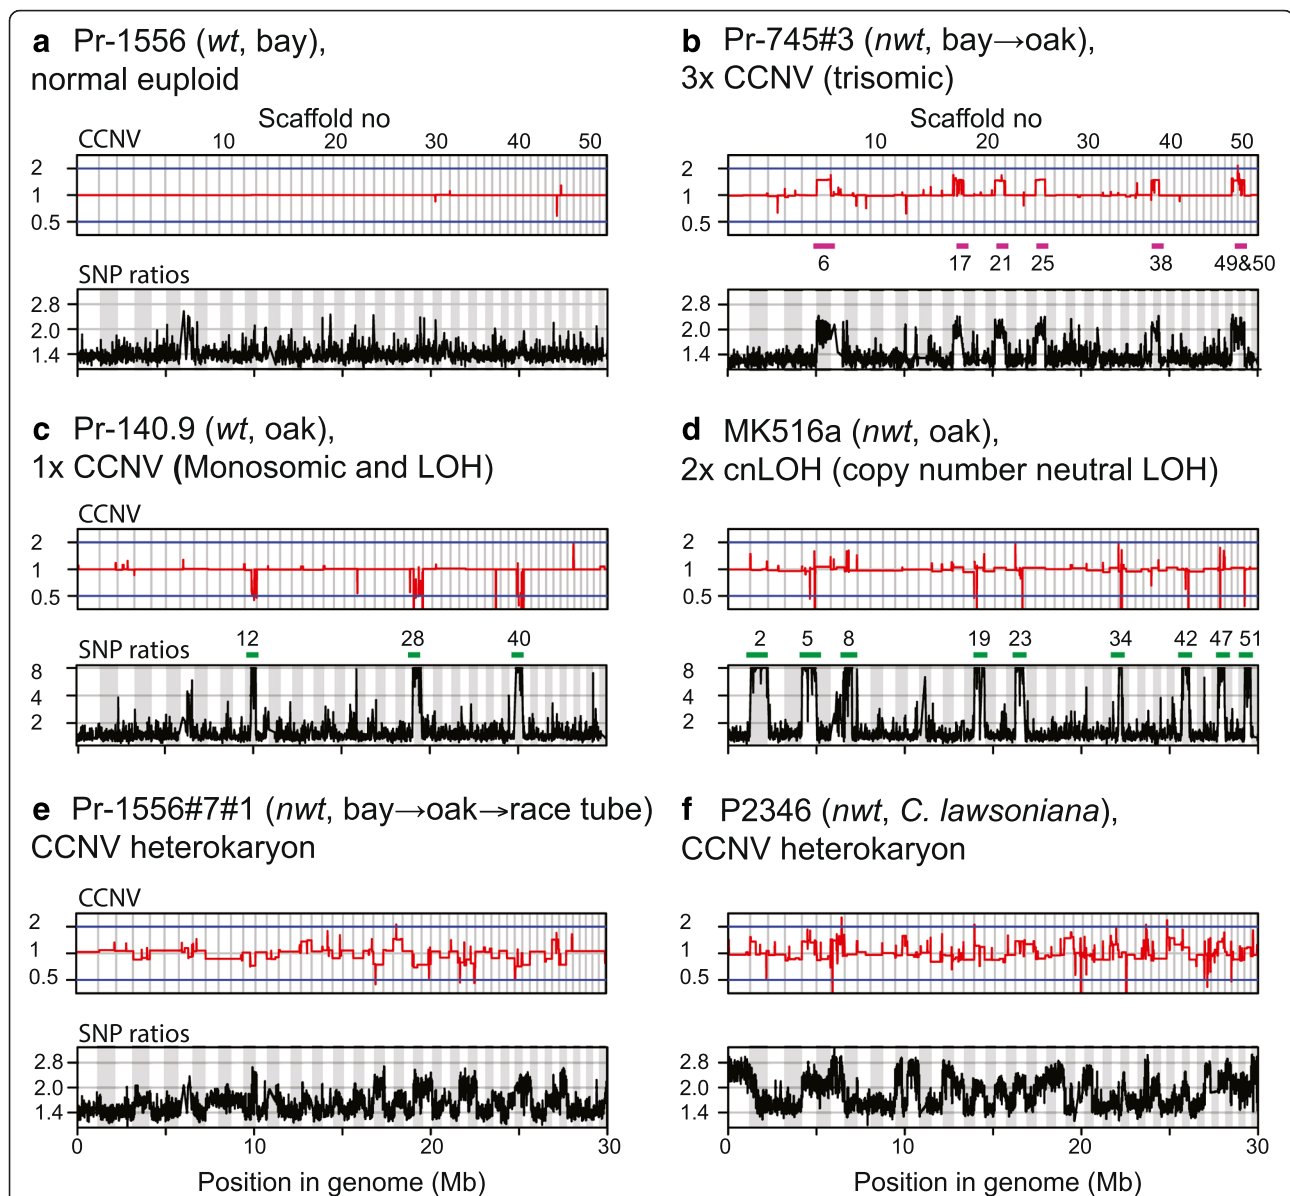 a Pr-1556 (wt, bay),
normal euploid
Scaffold no
CCNV 10 20 30 40 50
2
1
0.5
SNP ratios
2.8
2.0
1.4
b Pr-745#3 (nwt, bay→oak),
3x CCNV (trisomic)
Scaffold no
10 20 30 40 50
2
1
0.5
6 17 21 25 38 49&50
2.8
2.0
1.4
c Pr-140.9 (wt, oak),
1x CCNV (Monosomic and LOH)
CCNV
2
1
0.5
SNP ratios 12 28 40
8
4
2
d MK516a (nwt, oak),
2x cnLOH (copy number neutral LOH)
2
1
0.5
2 5 8 19 23 34 42 47 51
8
4
2
e Pr-1556#7#1 (nwt, bay→oak→race tube)
CCNV heterokaryon
CCNV
2
1
0.5
SNP ratios
2.8
2.0
1.4
0 10 20 30
Position in genome (Mb)
f P2346 (nwt, C. lawsoniana),
CCNV heterokaryon
2
1
0.5
2.8
2.0
1.4
0 10 20 30
Position in genome (Mb)